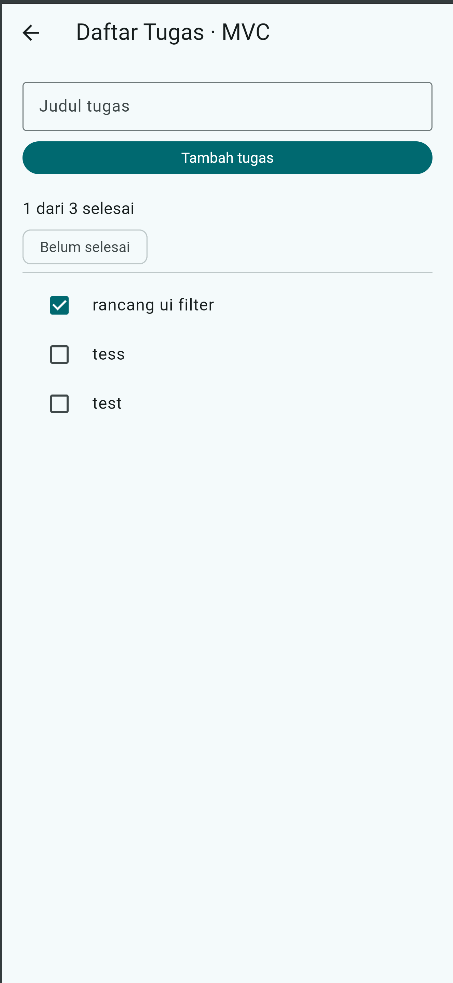 Daftar Tugas · MVC
Judul tugas
Tambah tugas
1 dari 3 selesai
Belum selesai
rancang ui filter
tess
test